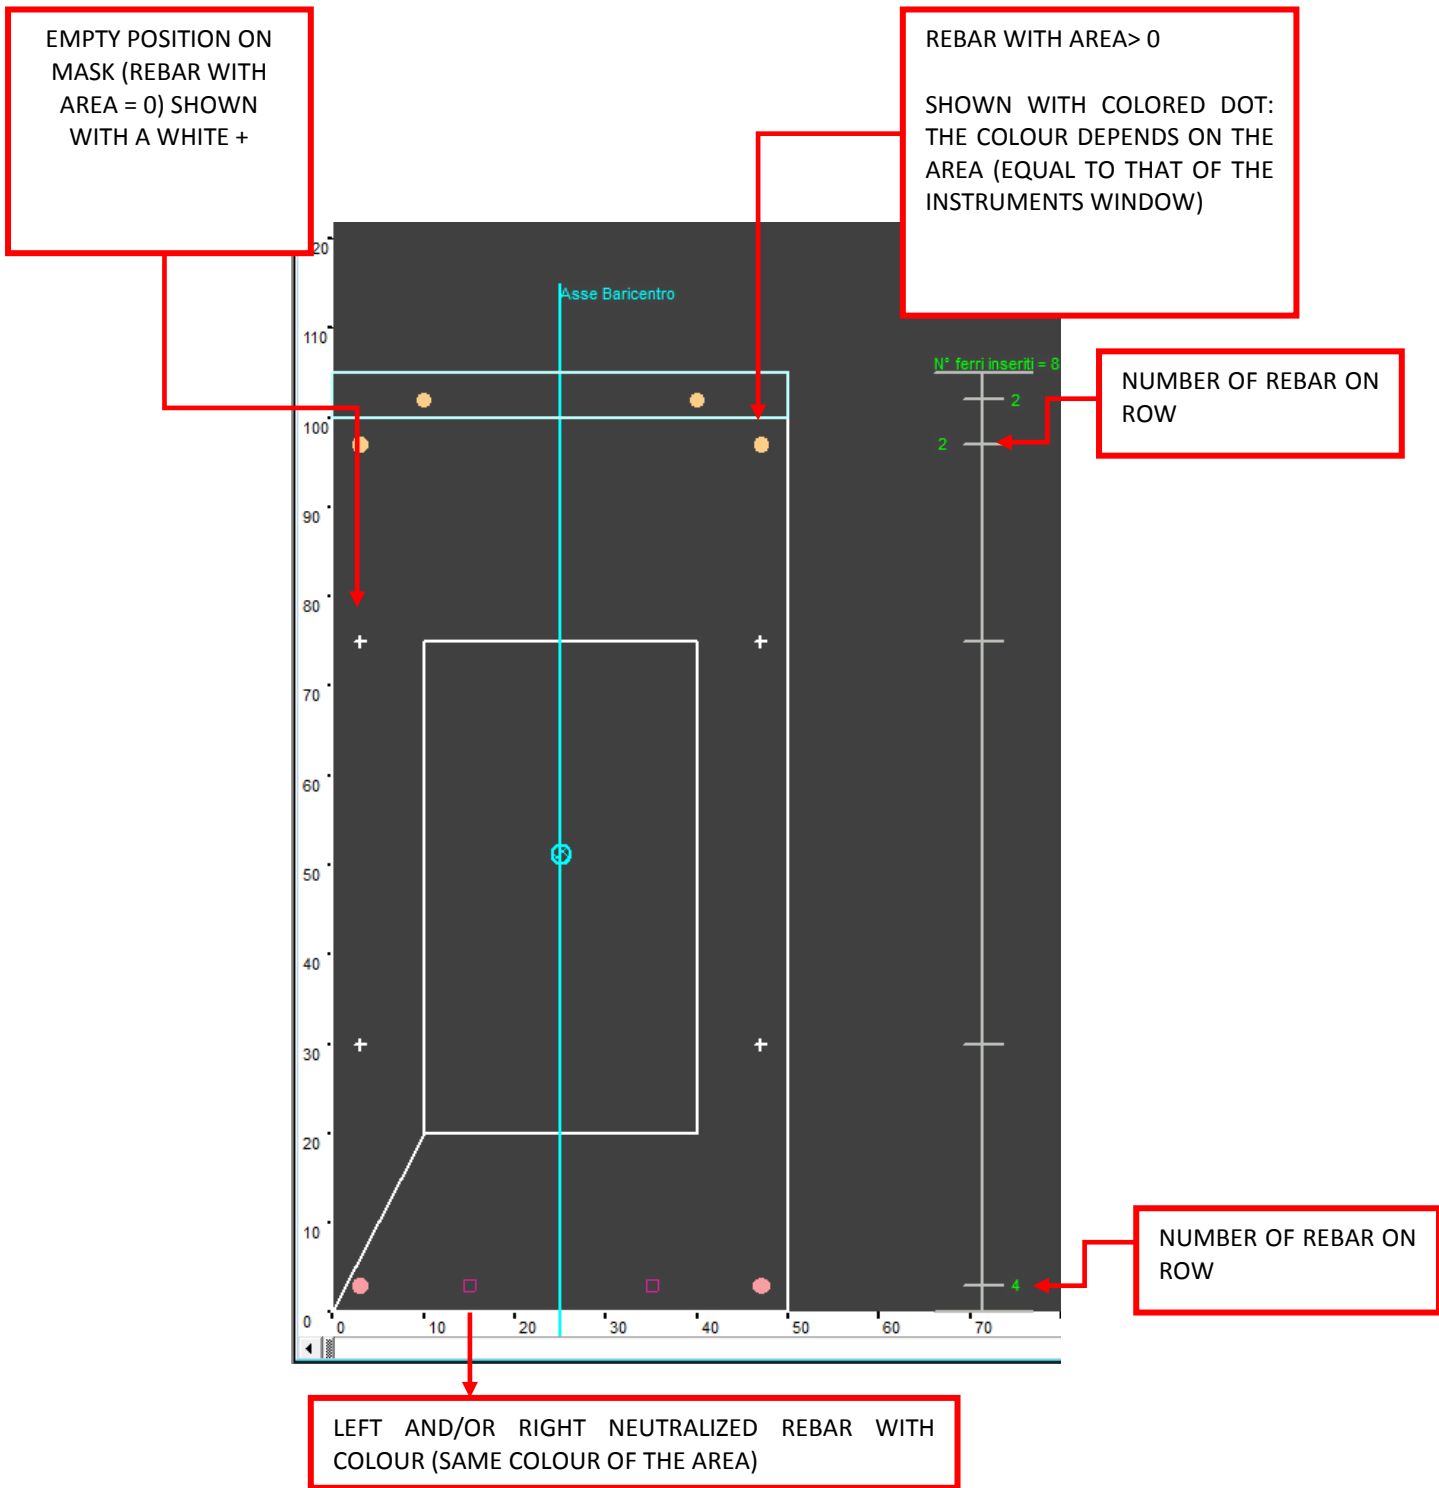 EMPTY POSITION ON
MASK (REBAR WITH
AREA = 0) SHOWN
WITH A WHITE +
REBAR WITH AREA> 0
SHOWN WITH COLORED DOT:
THE COLOUR DEPENDS ON THE
AREA (EQUAL TO THAT OF THE
INSTRUMENTS WINDOW)
20
Asse Baricentro
110
N° ferri inseriti = 8
NUMBER OF REBAR ON
ROW
2
100
2
90
80
70
60
50
40
30
20
10
4
NUMBER OF REBAR ON
ROW
0
0 10 20 30 40 50 60 70
LEFT AND/OR RIGHT NEUTRALIZED REBAR WITH
COLOUR (SAME COLOUR OF THE AREA)